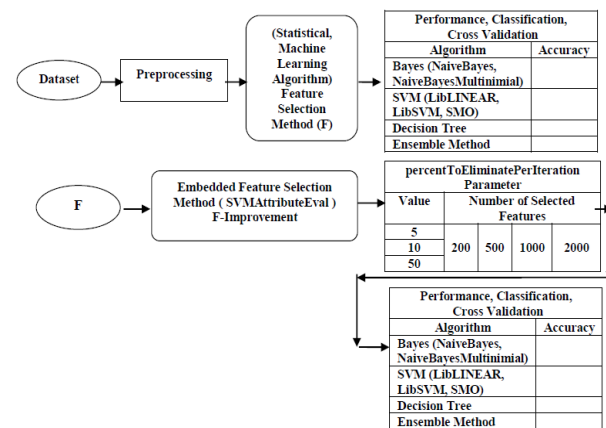 Dataset
Preprocessing
(Statistical,
Machine
Learning
Algorithm)
Feature
Selection
Method (F)
Performance, Classification,
Cross Validation
Algorithm Accuracy
Bayes (NaiveBayes,
NaiveBayesMultinimial)
SVM (LibLINEAR,
LibSVM, SMO)
Decision Tree
Ensemble Method
F
Embedded Feature Selection
Method ( SVMAttributeEval )
F-Improvement
percentToEliminatePerIteration
Parameter
Value Number of Selected
Features
5
10 200 500 1000 2000
50
Performance, Classification,
Cross Validation
Algorithm Accuracy
Bayes (NaiveBayes,
NaiveBayesMultinimial)
SVM (LibLINEAR,
LibSVM, SMO)
Decision Tree
Ensemble Method